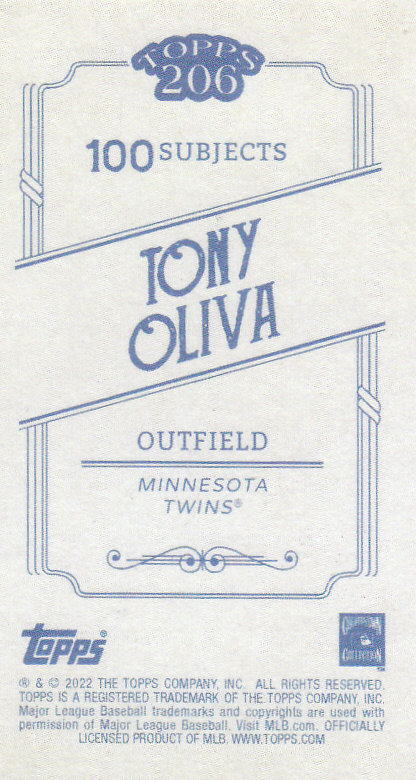 TOPPS
206
100 SUBJECTS
TONY
OLIVA
OUTFIELD
MINNESOTA
TWINS®
Topps®
COOPERSTOWN
COLLECTION
® & © 2022 THE TOPPS COMPANY, INC. ALL RIGHTS RESERVED.
TOPPS IS A REGISTERED TRADEMARK OF THE TOPPS COMPANY, INC.
Major League Baseball trademarks and copyrights are used with
permission of Major League Baseball. Visit MLB.com. OFFICIALLY
LICENSED PRODUCT OF MLB. WWW.TOPPS.COM